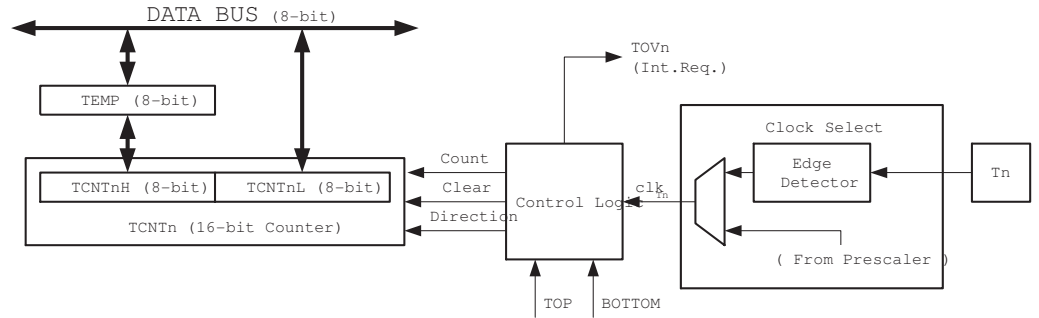 DATA BUS (8-bit)
TOVn
(Int.Req.)
TEMP (8-bit)
Clock Select
Count
Edge
Detector
Tn
TCNTnH (8-bit)
TCNTnL (8-bit)
Clear
Control Logic
clkTn
TCNTn (16-bit Counter)
Direction
( From Prescaler )
TOP
BOTTOM